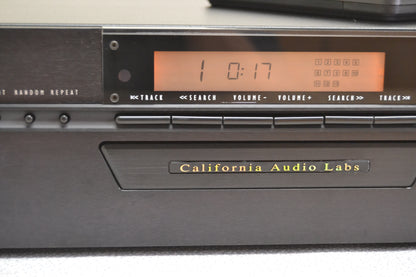 1 0:17
RANDOM REPEAT
|<<TRACK <<SEARCH VOLUME- VOLUME+ SEARCH>> TRACK>>|
California Audio Labs